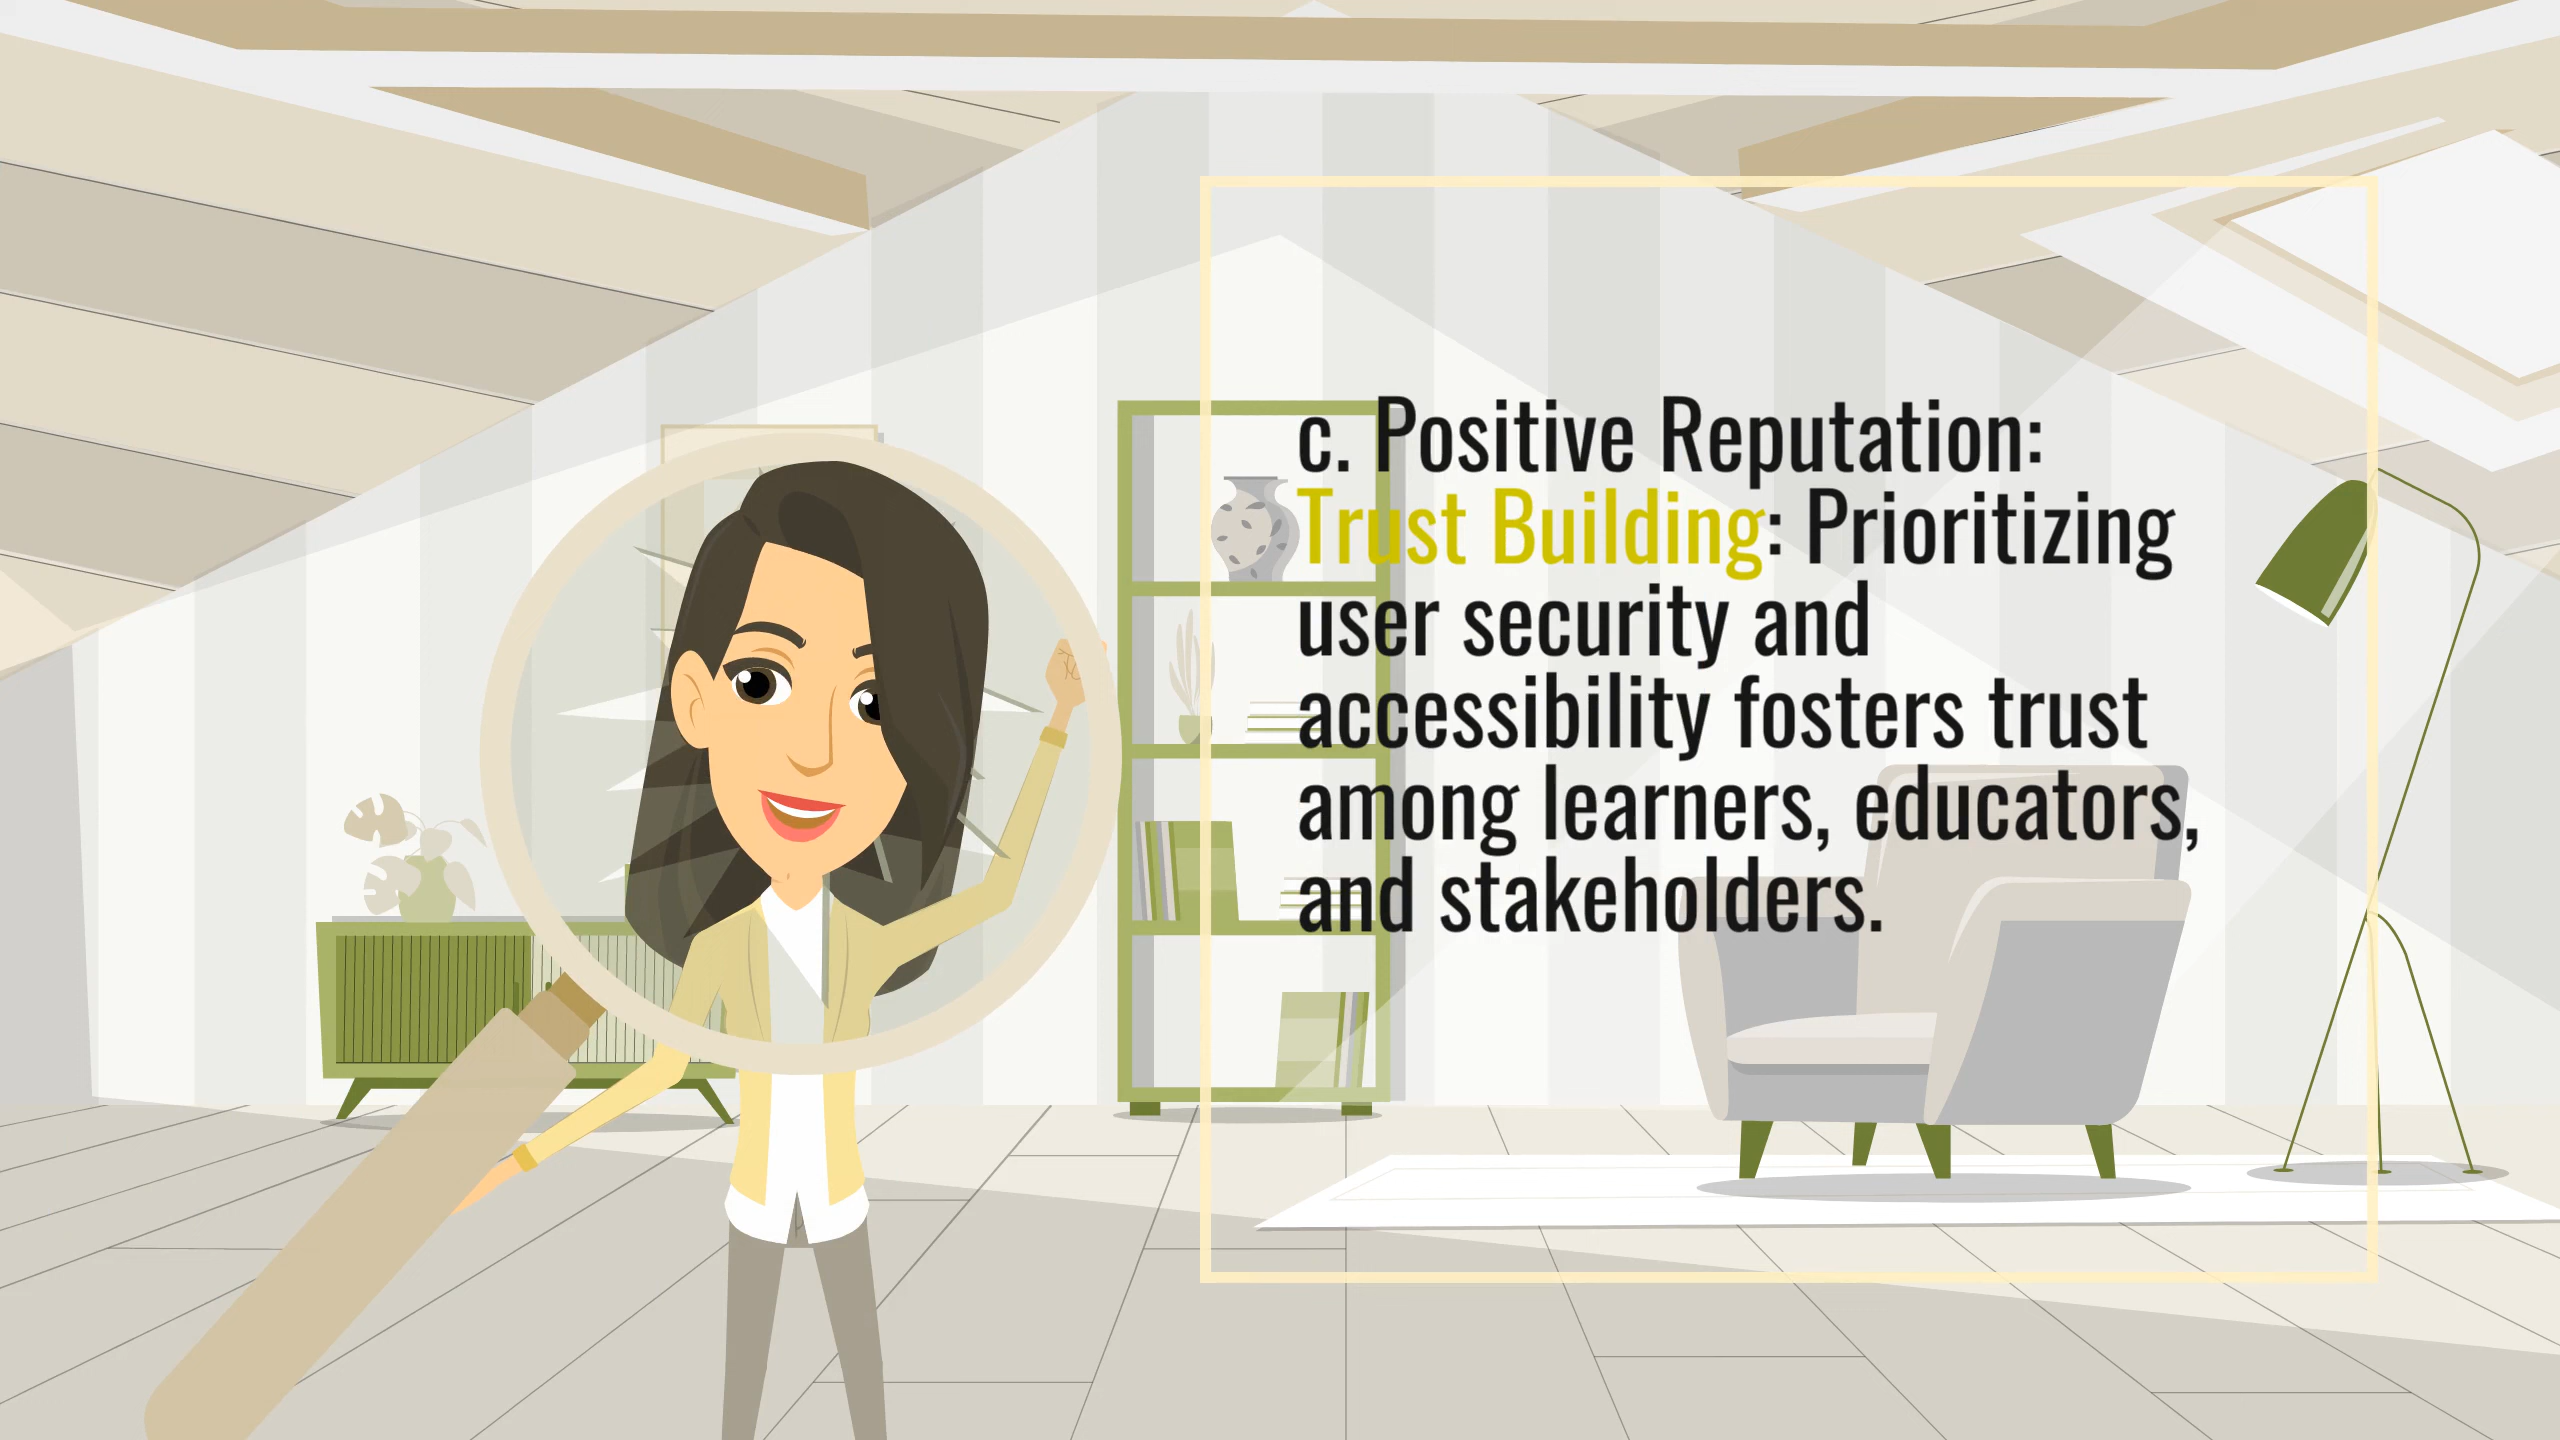 c. Positive Reputation:
Trust Building: Prioritizing
user security and
accessibility fosters trust
among learners, educators,
and stakeholders.